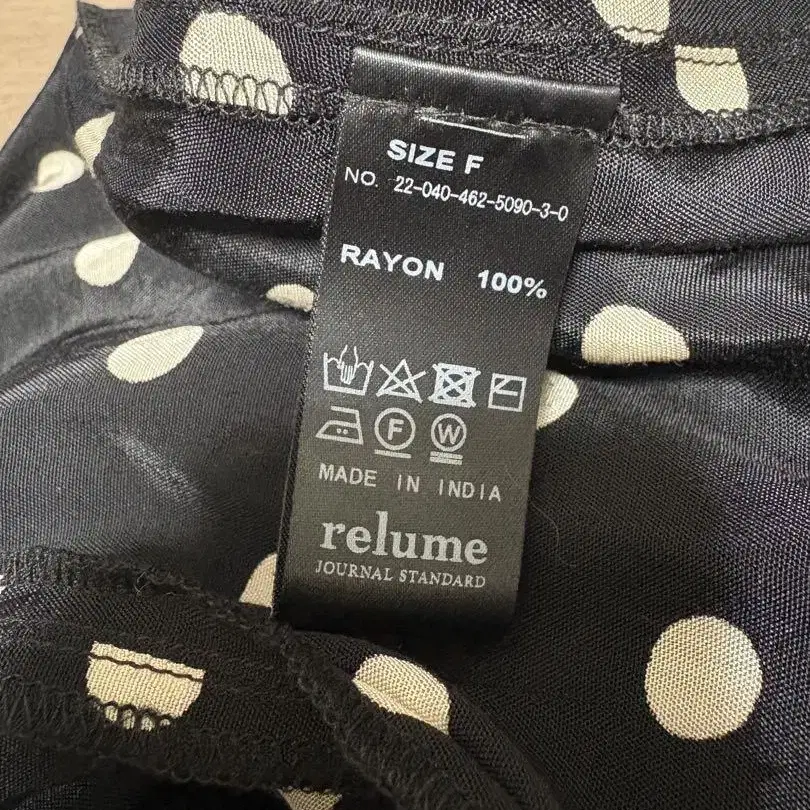 SIZE F
NO. 22-040-462-5090-3-0
RAYON 100%
F W
MADE IN INDIA
relume
JOURNAL STANDARD